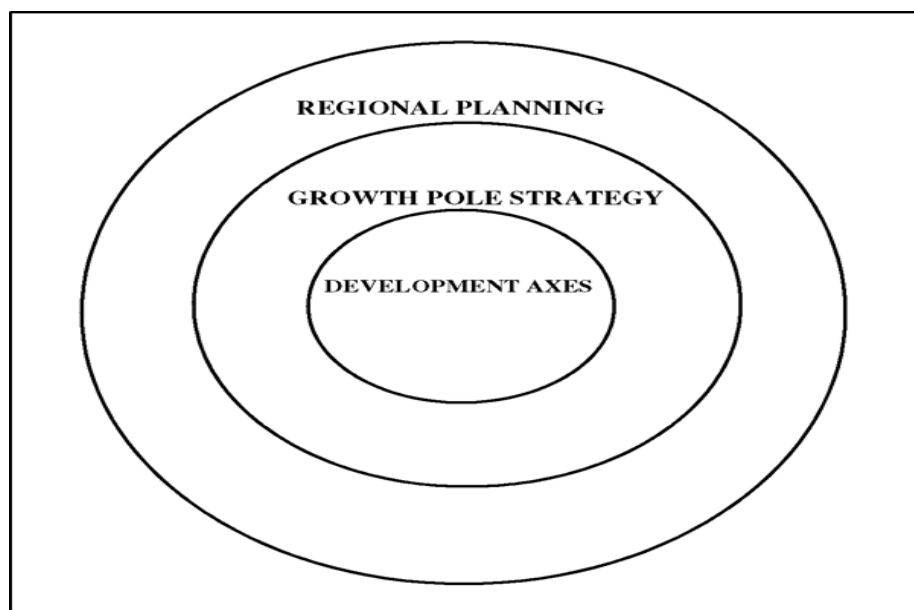 REGIONAL PLANNING
GROWTH POLE STRATEGY
DEVELOPMENT AXES